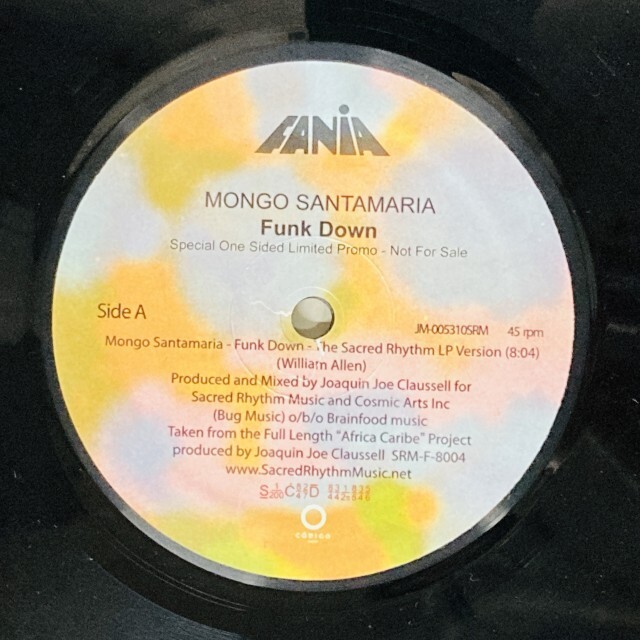 FANIA
MONGO SANTAMARIA
Funk Down
Special One Sided Limited Promo - Not For Sale
Side A
JM-005310SRM 45 rpm
Mongo Santamaria - Funk Down - The Sacred Rhythm LP Version (8:04)
(William Allen)
Produced and Mixed by Joaquin Joe Claussell for
Sacred Rhythm Music and Cosmic Arts Inc
(Bug Music) o/b/o Brainfood music
Taken from the Full Length "Africa Caribe" Project
produced by Joaquin Joe Claussell SRM-F-8004
www.SacredRhythmMusic.net
CÓDIGO